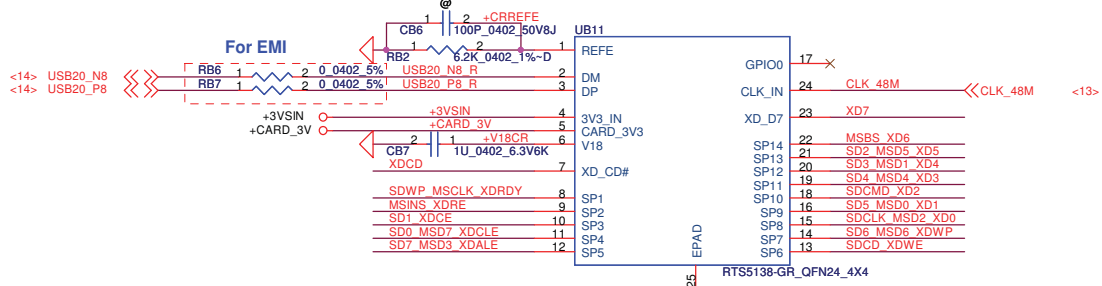 @
1 2 +CRREFE
CB6 100P_0402_50V8J
UB11
For EMI
1 2
RB2 6.2K_0402_1%~D
1 REFE
GPIO0 17
<14> USB20_N8 RB6 1 2 0_0402_5% USB20_N8_R 2 DM
<14> USB20_P8 RB7 1 2 0_0402_5% USB20_P8_R 3 DP
CLK_IN 24 CLK_48M CLK_48M <13>
+3VSIN +3VSIN 4 3V3_IN
XD_D7 23 XD7
+CARD_3V 5 CARD_3V3
2 1 +V18CR 6 V18
CB7 1U_0402_6.3V6K
SP14 22 MSBS_XD6
SP13 21 SD2_MSD5_XD5
XDCD 7 XD_CD#
SP12 20 SD3_MSD1_XD4
SP11 19 SD4_MSD4_XD3
SDWP_MSCLK_XDRDY 8 SP1
SP10 18 SDCMD_XD2
MSINS_XDRE 9 SP2
SP9 16 SD5_MSD0_XD1
SD1_XDCE 10 SP3
SP8 15 SDCLK_MSD2_XD0
SD0_MSD7_XDCLE 11 SP4
SP7 14 SD6_MSD6_XDWP
SD7_MSD3_XDALE 12 SP5
SP6 13 SDCD_XDWE
EPAD
25
RTS5138-GR_QFN24_4X4